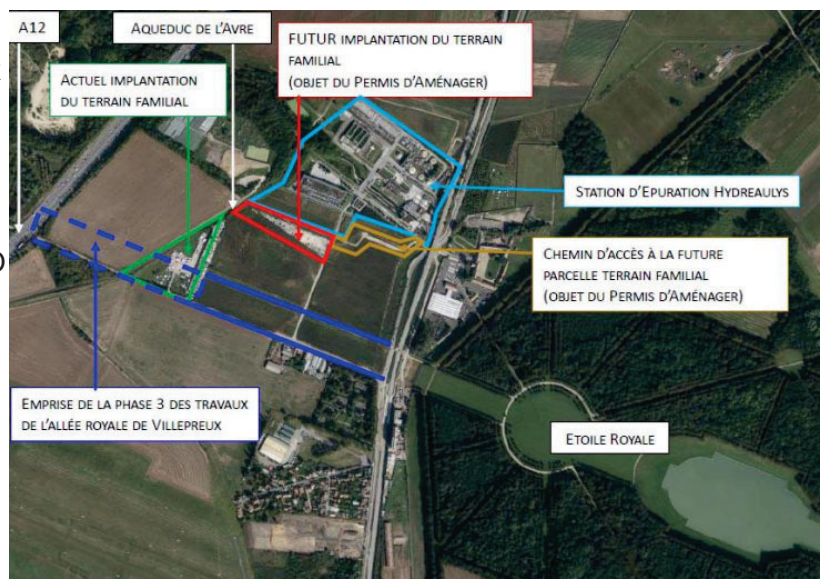 A12
AQUEDUC DE L'AVRE
FUTUR IMPLANTATION DU TERRAIN
FAMILIAL
(OBJET DU PERMIS D'AMÉNAGER)
ACTUEL IMPLANTATION
DU TERRAIN FAMILIAL
STATION D'EPURATION HYDREAULYS
CHEMIN D'ACCÈS À LA FUTURE
PARCELLE TERRAIN FAMILIAL
(OBJET DU PERMIS D'AMÉNAGER)
EMPRISE DE LA PHASE 3 DES TRAVAUX
DE L'ALLÉE ROYALE DE VILLEPREUX
ETOILE ROYALE